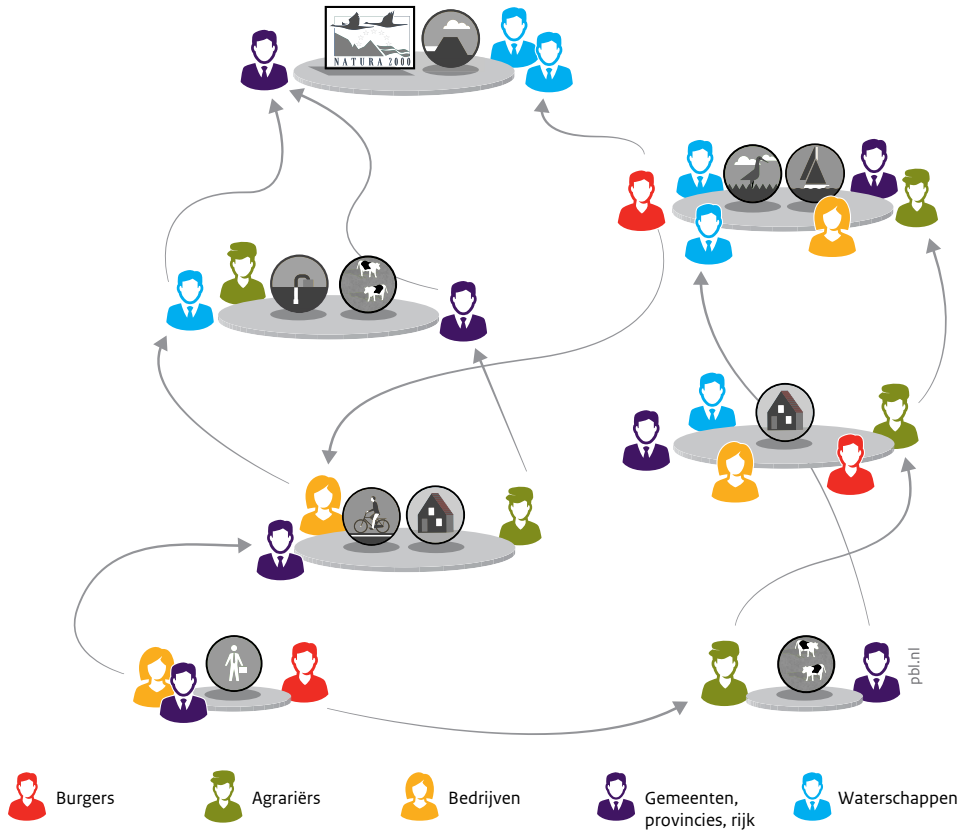 NATURA 2000
pbl.nl
Burgers
Agrariërs
Bedrijven
Gemeenten,
provincies, rijk
Waterschappen